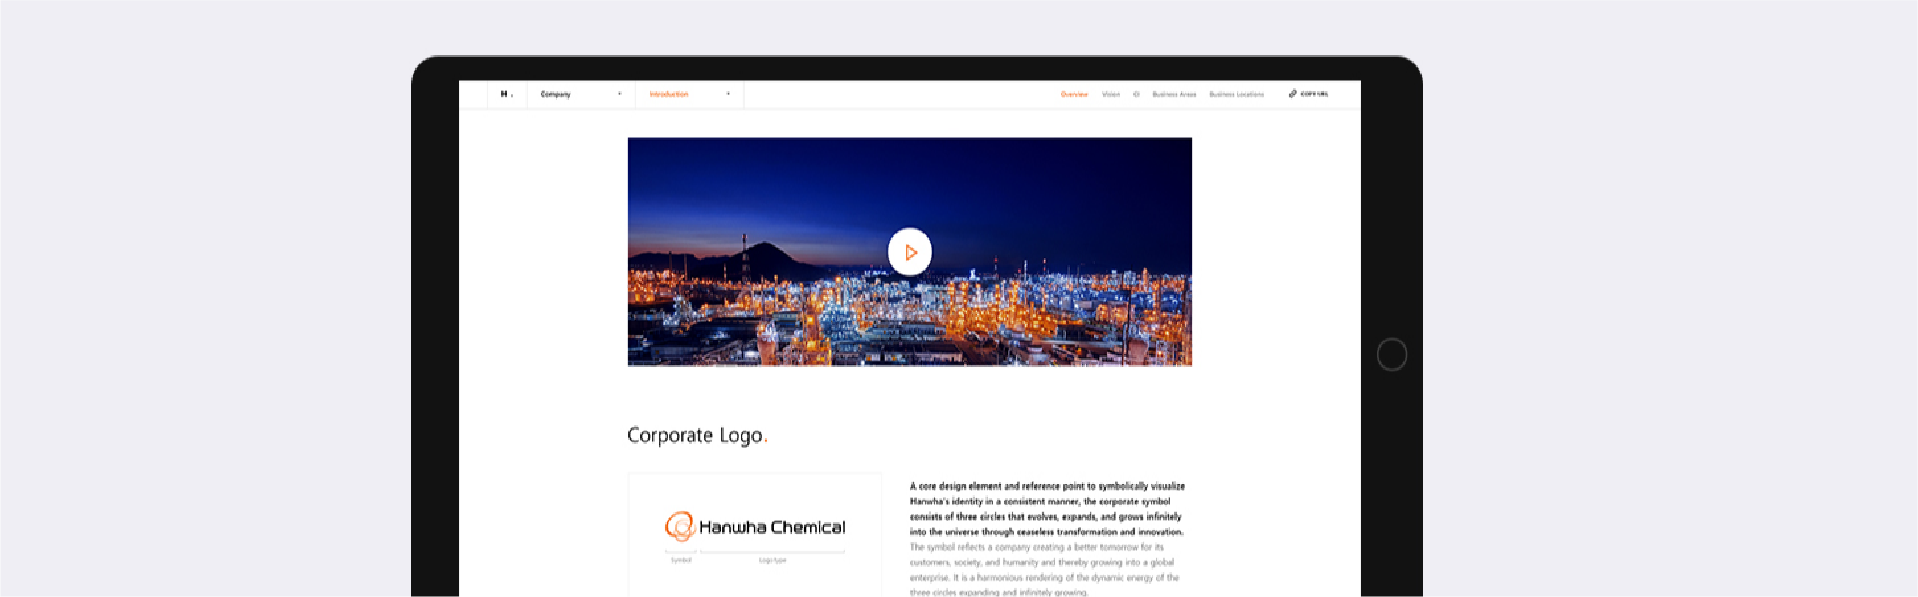 H .
Company
Introduction
Overview Vision CI Business Areas Business Locations COPY URL
Corporate Logo.
Hanwha Chemical
Symbol Logo type
A core design element and reference point to symbolically visualize
Hanwha's identity in a consistent manner, the corporate symbol
consists of three circles that evolves, expands, and grows infinitely
into the universe through ceaseless transformation and innovation.
The symbol reflects a company creating a better tomorrow for its
customers, society, and humanity and thereby growing into a global
enterprise. It is a harmonious rendering of the dynamic energy of the
three circles expanding and infinitely growing.